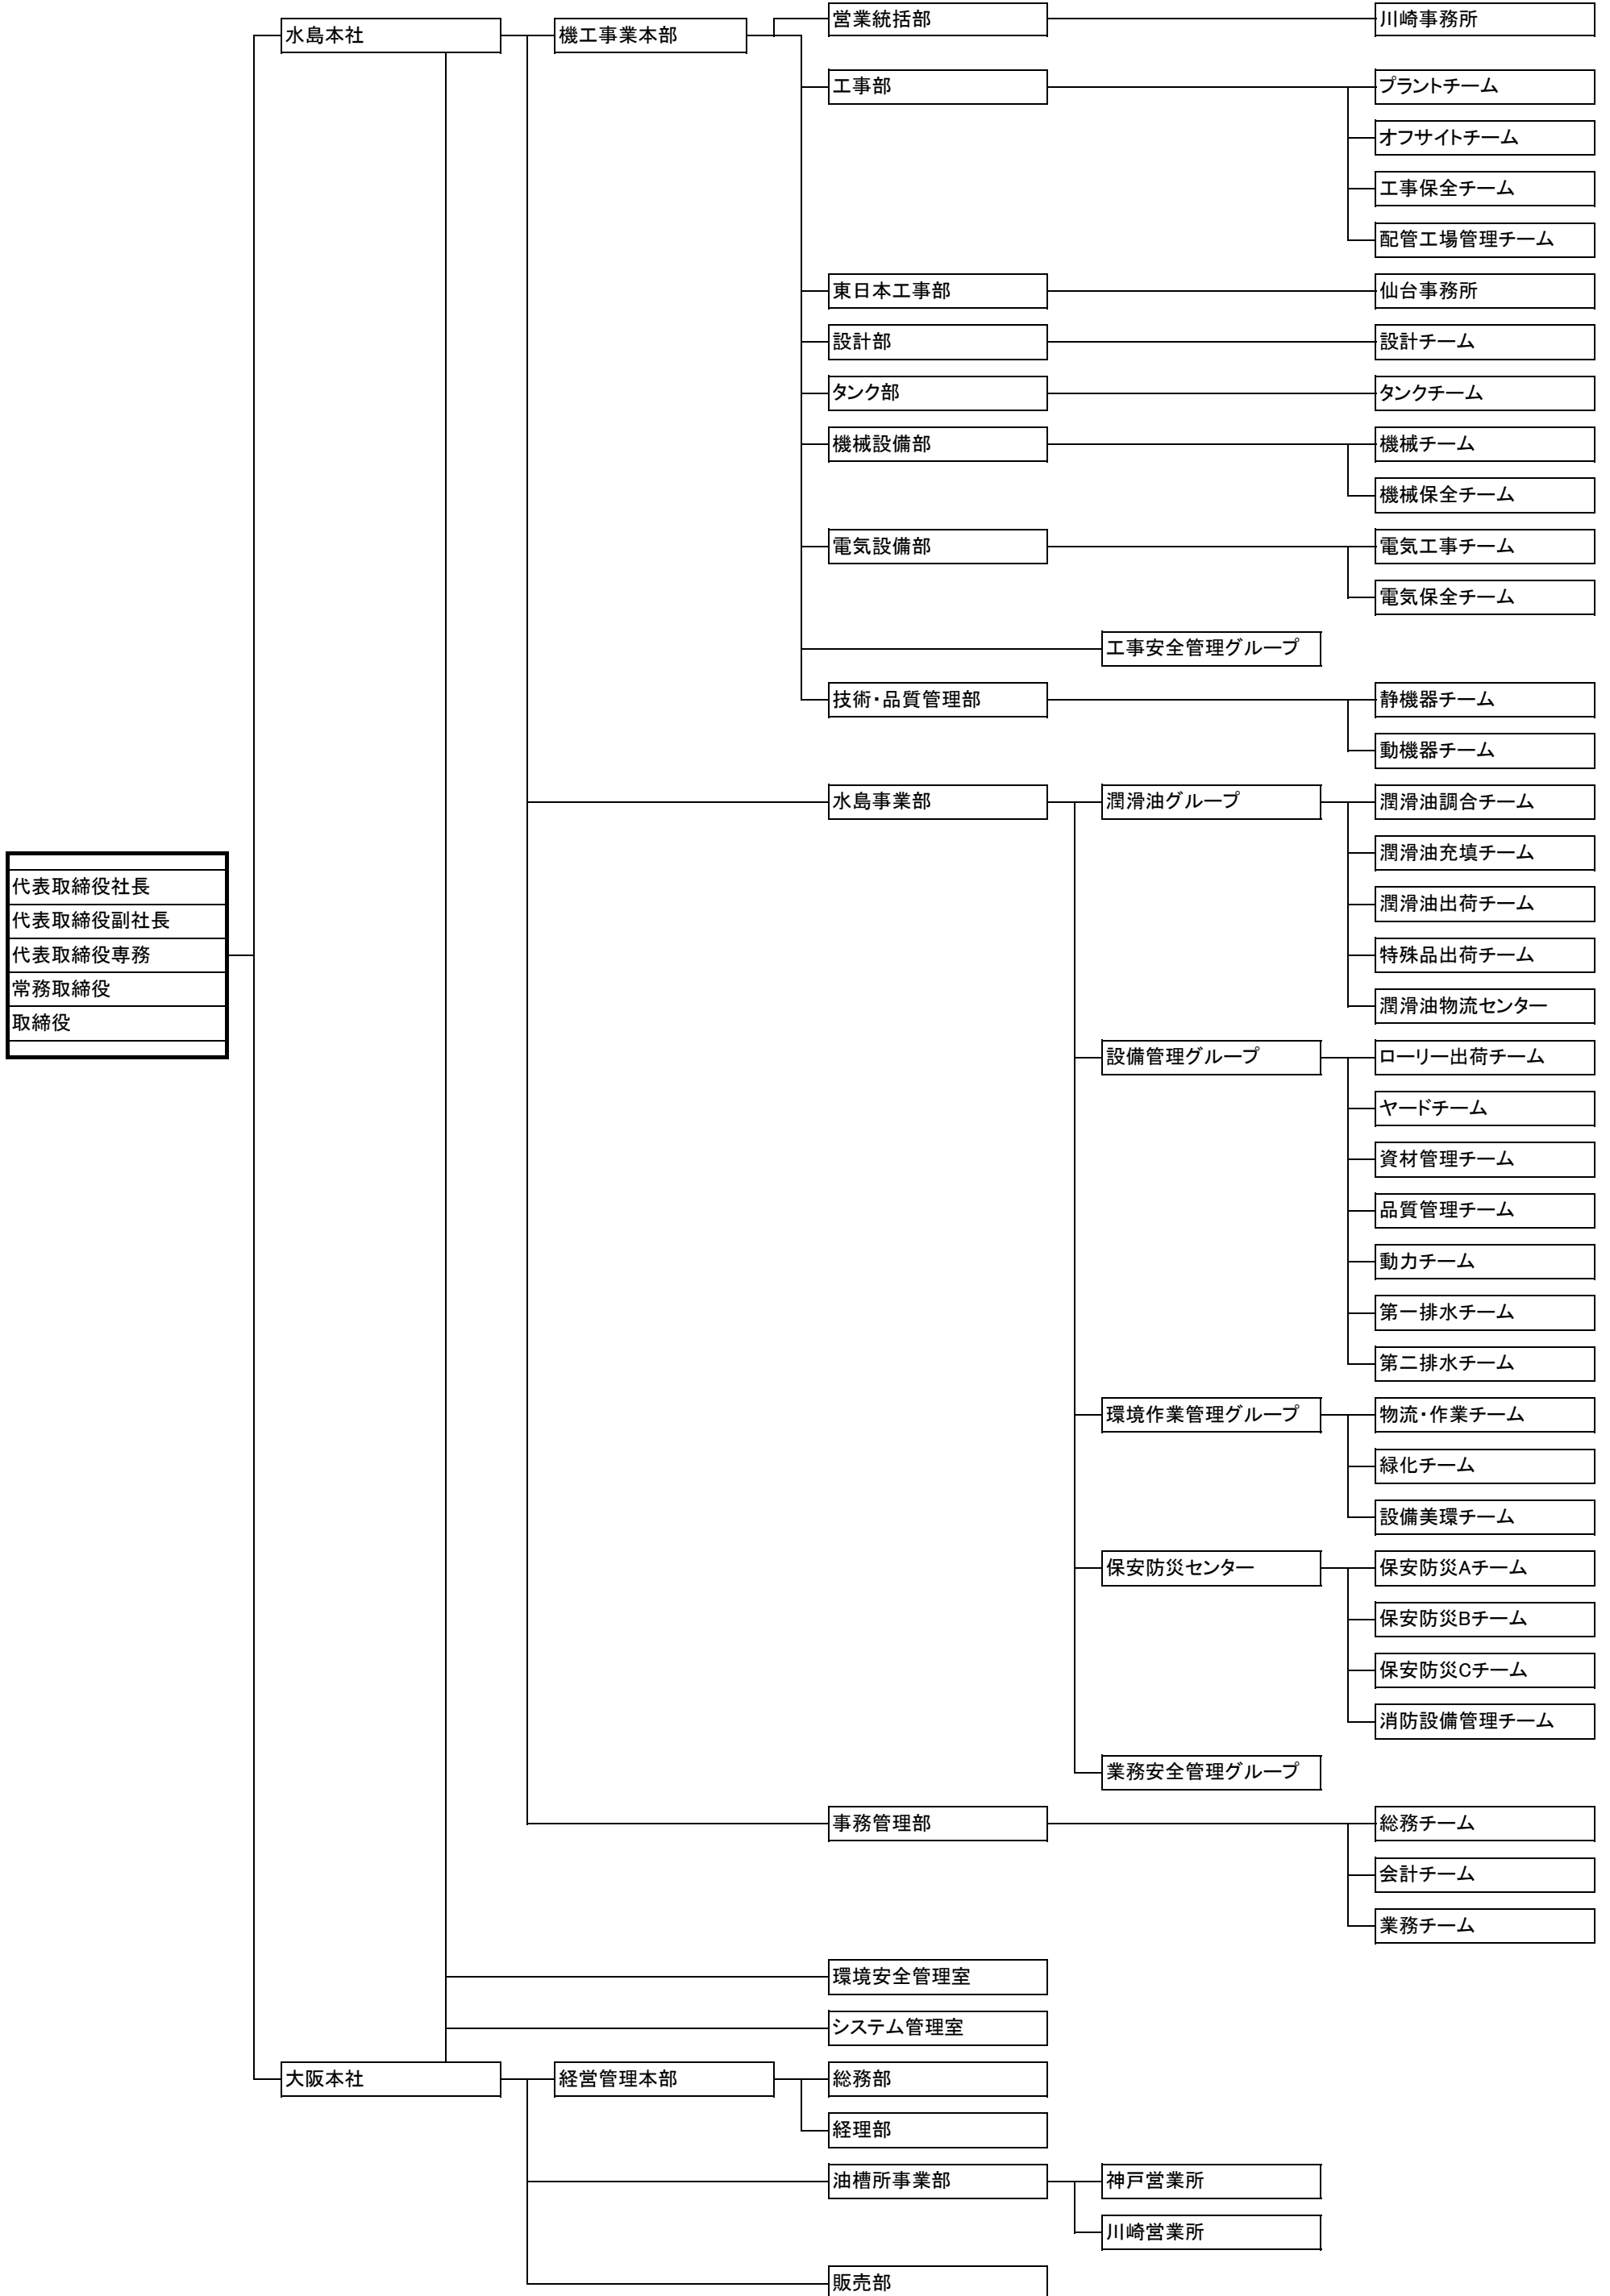 水島本社
機工事業本部
営業統括部
川崎事務所
工事部
プラントチーム
オフサイトチーム
工事保全チーム
配管工場管理チーム
東日本工事部
仙台事務所
設計部
設計チーム
タンク部
タンクチーム
機械設備部
機械チーム
機械保全チーム
電気設備部
電気工事チーム
電気保全チーム
工事安全管理グループ
技術・品質管理部
静機器チーム
動機器チーム
水島事業部
潤滑油グループ
潤滑油調合チーム
潤滑油充填チーム
潤滑油出荷チーム
特殊品出荷チーム
潤滑油物流センター
代表取締役社長
代表取締役副社長
代表取締役専務
常務取締役
取締役
設備管理グループ
ローリー出荷チーム
ヤードチーム
資材管理チーム
品質管理チーム
動力チーム
第一排水チーム
第二排水チーム
環境作業管理グループ
物流・作業チーム
緑化チーム
設備美環チーム
保安防災センター
保安防災Aチーム
保安防災Bチーム
保安防災Cチーム
消防設備管理チーム
業務安全管理グループ
事務管理部
総務チーム
会計チーム
業務チーム
環境安全管理室
システム管理室
大阪本社
経営管理本部
総務部
経理部
油槽所事業部
神戸営業所
川崎営業所
販売部